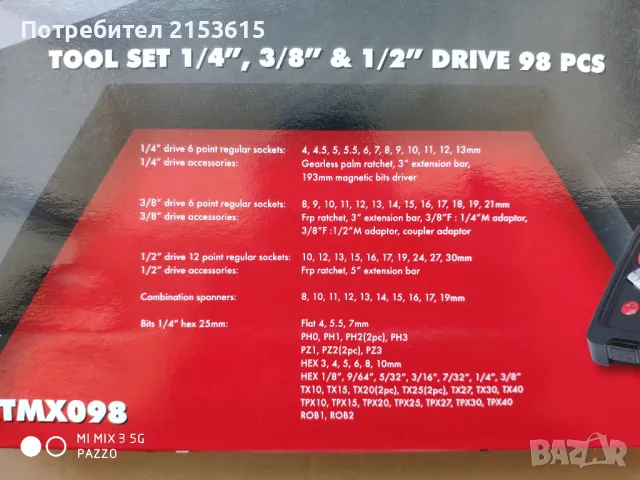 Потребител 2153615
TOOL SET 1/4", 3/8" & 1/2" DRIVE 98 PCS
1/4" drive 6 point regular sockets: 4, 4.5, 5, 5.5, 6, 7, 8, 9, 10, 11, 12, 13mm
1/4" drive accessories: Gearless palm ratchet, 3" extension bar,
193mm magnetic bits driver
3/8" drive 6 point regular sockets: 8, 9, 10, 11, 12, 13, 14, 15, 16, 17, 18, 19, 21mm
3/8" drive accessories: Frp ratchet, 3" extension bar, 3/8"F : 1/4"M adaptor,
3/8"F :1/2"M adaptor, coupler adaptor
1/2" drive 12 point regular sockets: 10, 12, 13, 15, 16, 17, 19, 24, 27, 30mm
1/2" drive accessories: Frp ratchet, 5" extension bar
Combination spanners: 8, 10, 11, 12, 13, 14, 15, 16, 17, 19mm
Bits 1/4" hex 25mm: Flat 4, 5.5, 7mm
PH0, PH1, PH2(2pc), PH3
PZ1, PZ2(2pc), PZ3
HEX 3, 4, 5, 6, 8, 10mm
HEX 1/8", 9/64", 5/32", 3/16", 7/32", 1/4", 3/8"
TX10, TX15, TX20(2pc), TX25(2pc), TX27, TX30, TX40
TPX10, TPX15, TPX20, TPX25, TPX27, TPX30, TPX40
ROB1, ROB2
TMX098
MI MIX 3 5G
PAZZO
BAZAR
bg